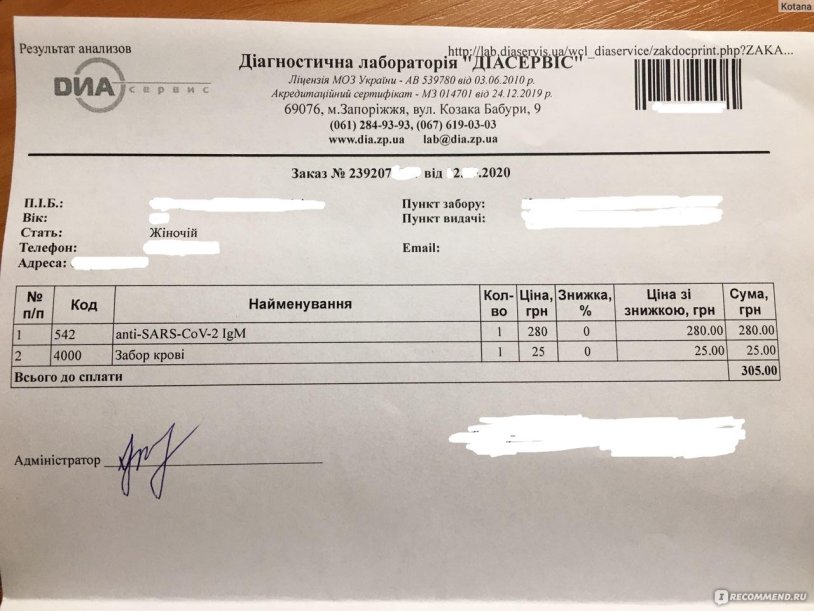 Kotana
Результат анализов
http://lab.diaservis.ua/wcl_diaservice/zakdocprint.php?ZAKA...
Діагностична лабораторія "ДІАСЕРВІС"
ДИА сервис
Ліцензія МОЗ України - АВ 539780 від 03.06.2010 р.
Акредитаційний сертифікат - МЗ 014701 від 24.12.2019 р.
69076, м.Запоріжжя, вул. Козака Бабури, 9
(061) 284-93-93, (067) 619-03-03
www.dia.zp.ua lab@dia.zp.ua
Заказ № 239207 від 2. .2020
П.І.Б.: Пункт забору:
Вік: Пункт видачі:
Стать: Жіночій
Телефон: Email:
Адреса:
№ п/п Код Найменування Кол-во Ціна, грн Знижка, % Ціна зі знижкою, грн Сума, грн
1 542 anti-SARS-CoV-2 IgM 1 280 0 280.00 280.00
2 4000 Забор крові 1 25 0 25.00 25.00
Всього до сплати 305.00
Адміністратор
I RECOMMEND.RU